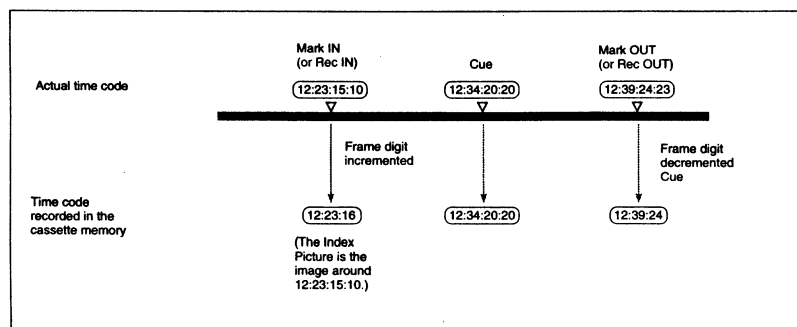 Mark IN
(or Rec IN)
Cue
Mark OUT
(or Rec OUT)
Actual time code
12:23:15:10
12:34:20:20
12:39:24:23
Frame digit
incremented
Frame digit
decremented
Cue
Time code
recorded in the
cassette memory
12:23:16
12:34:20:20
12:39:24
(The Index
Picture is the
image around
12:23:15:10.)